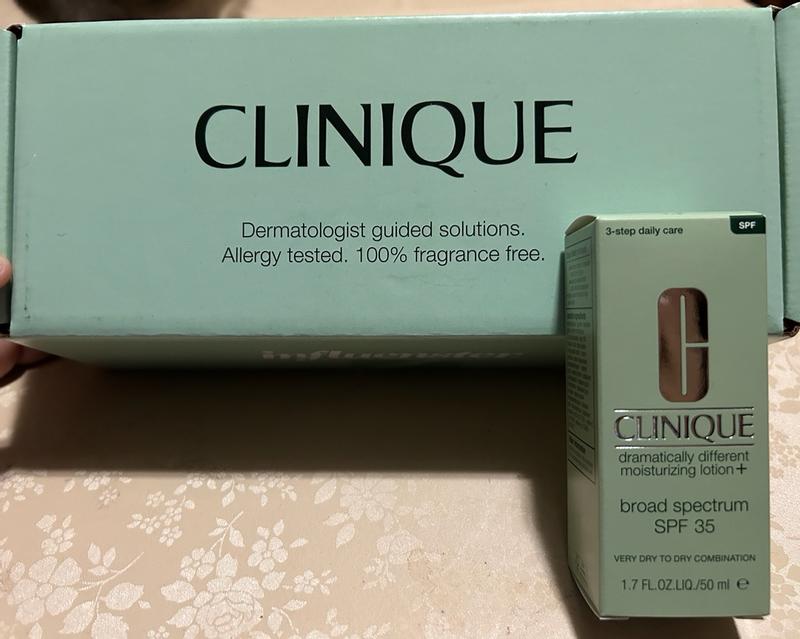 CLINIQUE
Dermatologist guided solutions.
Allergy tested. 100% fragrance free.
influenster
3-step daily care
SPF
CLINIQUE
dramatically different
moisturizing lotion+
broad spectrum
SPF 35
VERY DRY TO DRY COMBINATION
1.7 FL.OZ.LIQ./50 ml ℮